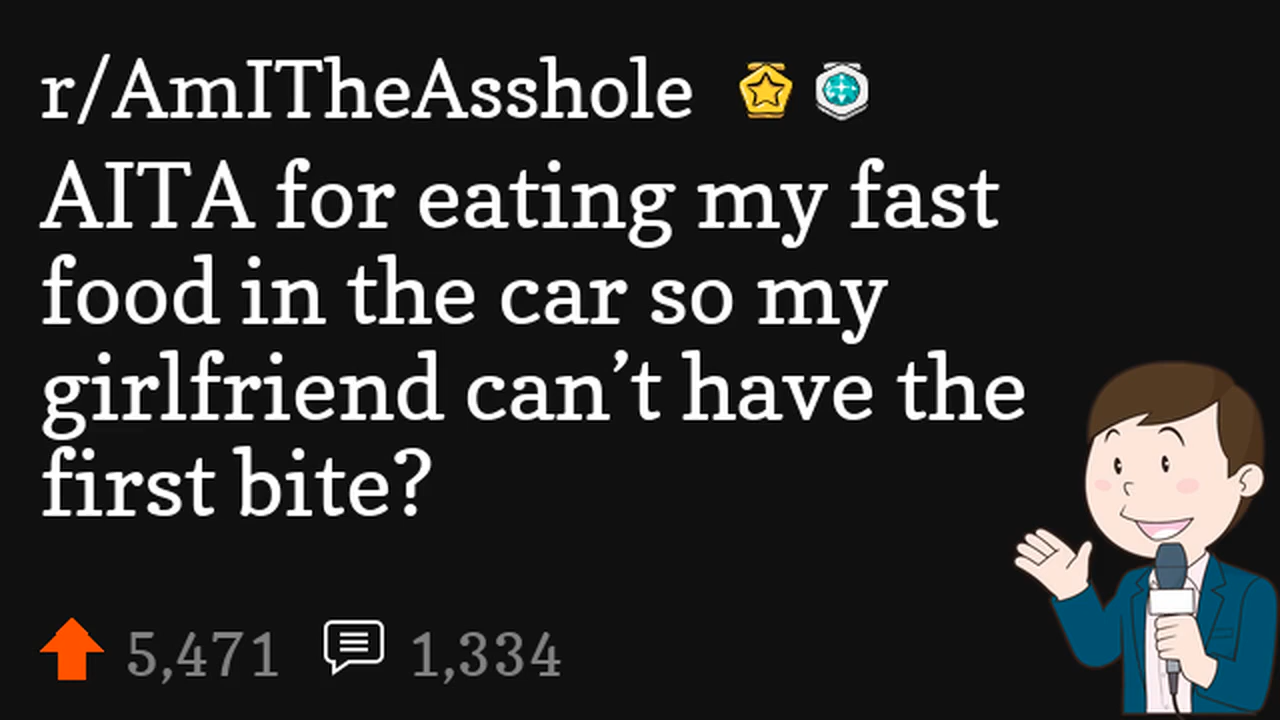 r/AmITheAsshole
AITA for eating my fast
food in the car so my
girlfriend can’t have the
first bite?
5,471 1,334